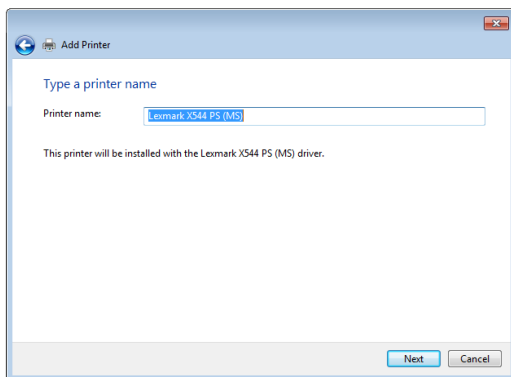 Add Printer
Type a printer name
Printer name: Lexmark X544 PS (MS)
This printer will be installed with the Lexmark X544 PS (MS) driver.
Next Cancel